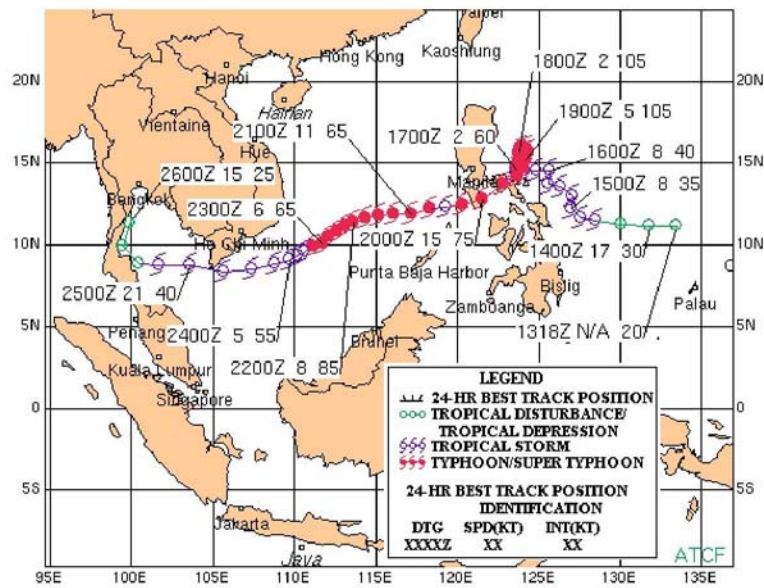 Taipei
20N
Hong Kong
Kaoshiung
1800Z 2 105
20N
Hanoi
Hainan
1900Z 5 105
Vientaine
2100Z 11 65
1700Z 2 60
Hue
1600Z 8 40
15N
2600Z 15 25
Manila
15N
Bangkok
1500Z 8 35
2300Z 6 65
Ho Chi Minh
2000Z 15 75
1400Z 17 30
10N
10N
Punta Baja Harbor
Bislig
2500Z 21 40
Zamboanga
Palau
5N
Penang
2400Z 5 55
Brunei
1318Z N/A 20
5N
Kuala Lumpur
2200Z 8 85
Singapore
0
0
LEGEND
24-HR BEST TRACK POSITION
TROPICAL DISTURBANCE/
TROPICAL DEPRESSION
TROPICAL STORM
TYPHOON/SUPER TYPHOON
24-HR BEST TRACK POSITION
IDENTIFICATION
DTG SPD(KT) INT(KT)
XXXXZ XX XX
5S
5S
Jakarta
Java
ATCF
95E 100E 105E 110E 115E 120E 125E 130E 135E